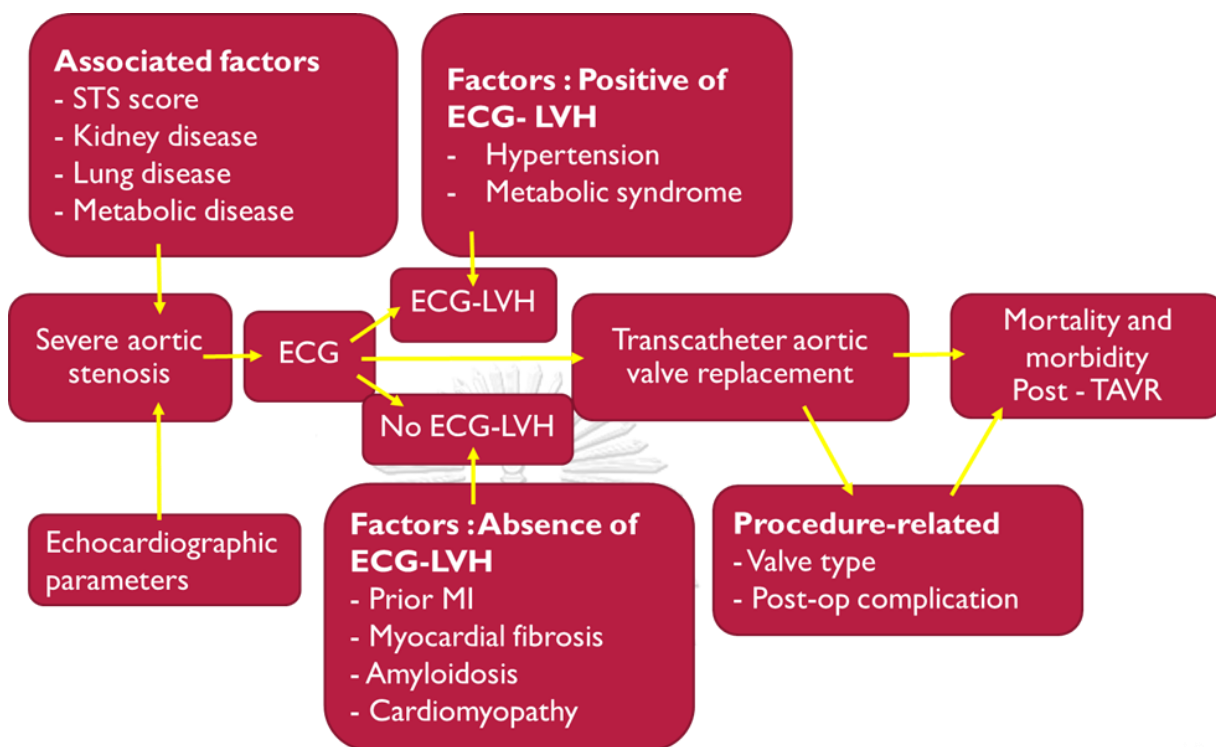 Associated factors
- STS score
- Kidney disease
- Lung disease
- Metabolic disease
Factors : Positive of
ECG- LVH
- Hypertension
- Metabolic syndrome
Severe aortic
stenosis
ECG
ECG-LVH
No ECG-LVH
Transcatheter aortic
valve replacement
Mortality and
morbidity
Post - TAVR
Echocardiographic
parameters
Factors : Absence of
ECG-LVH
- Prior MI
- Myocardial fibrosis
- Amyloidosis
- Cardiomyopathy
Procedure-related
- Valve type
- Post-op complication